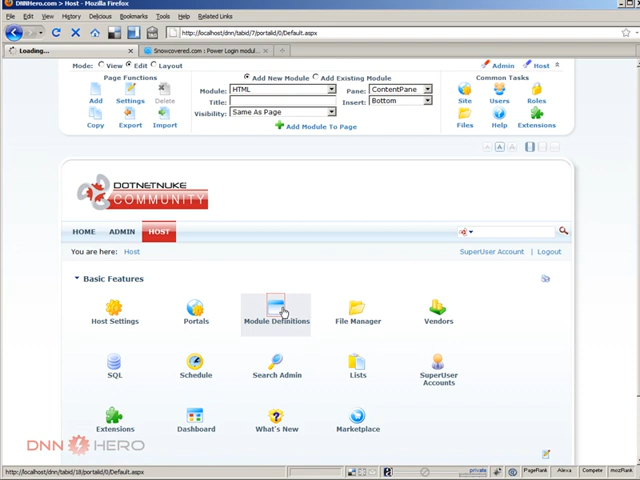 DNNHero.com > Host - Mozilla Firefox
File Edit View History Delicious Bookmarks Tools Help Related Links
http://localhost/dnn/tabid/7/portalid/0/Default.aspx
Loading...
Snowcovered.com : Power Login modul...
Mode: View Edit Layout
Admin Host
Page Functions
Add New Module Add Existing Module
Common Tasks
Module: HTML Pane: ContentPane
Add Settings Delete
Title: Insert: Bottom
Site Users Roles
Visibility: Same As Page
Copy Export Import
Add Module To Page
Files Help Extensions
A A A
DOTNETNUKE
COMMUNITY
HOME ADMIN HOST
You are here: Host
SuperUser Account Logout
Basic Features
Host Settings Portals Module Definitions File Manager Vendors
SQL Schedule Search Admin Lists SuperUser Accounts
Extensions Dashboard What's New Marketplace
DNN HERO
http://localhost/dnn/tabid/18/portalid/0/Default.aspx
private PageRank Alexa Compete mozRank